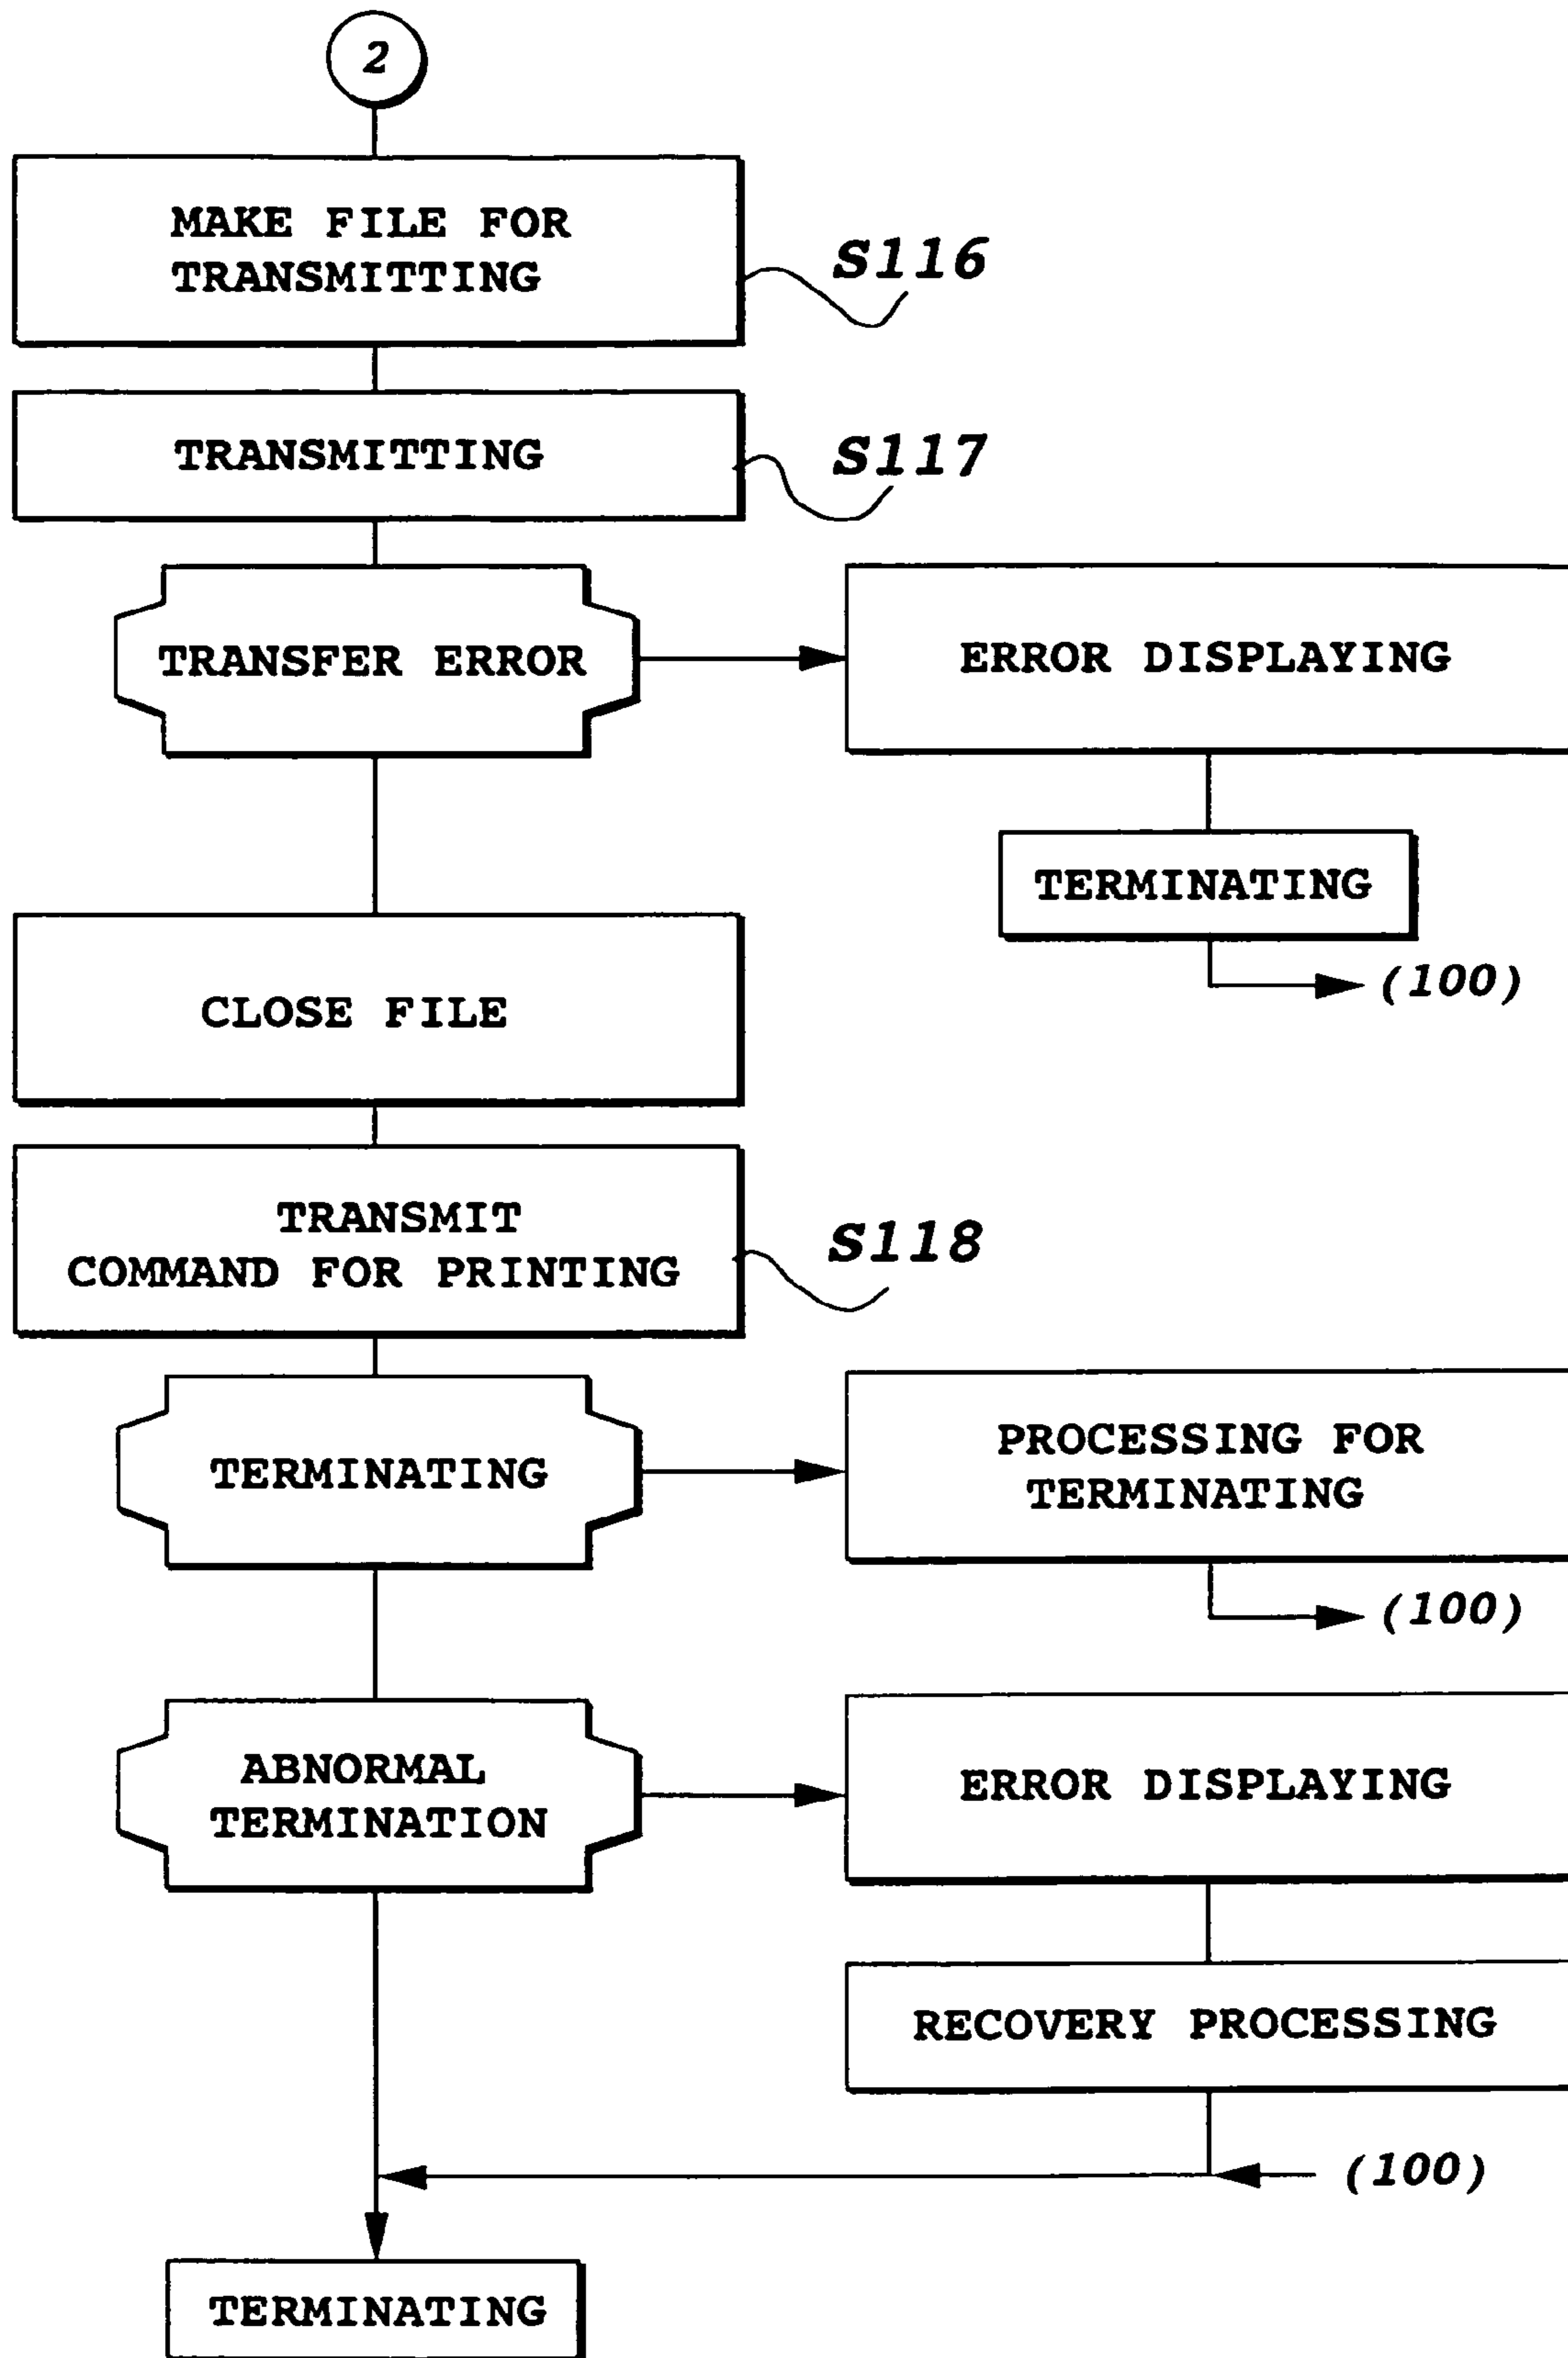 2
MAKE FILE FOR
TRANSMITTING
S116
TRANSMITTING
S117
TRANSFER ERROR
ERROR DISPLAYING
TERMINATING
(100)
CLOSE FILE
TRANSMIT
COMMAND FOR PRINTING
S118
TERMINATING
PROCESSING FOR
TERMINATING
(100)
ABNORMAL
TERMINATION
ERROR DISPLAYING
RECOVERY PROCESSING
(100)
TERMINATING